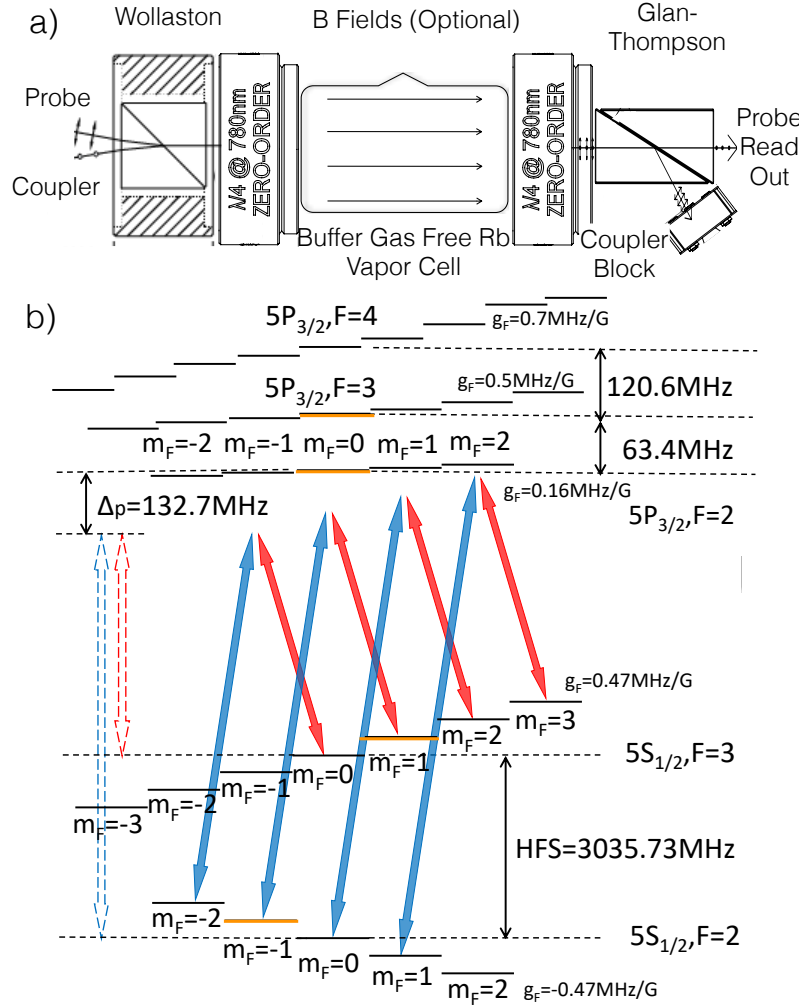 a)
Wollaston
B Fields (Optional)
Glan-
Thompson
Probe
Coupler
λ/4 @ 780nm
ZERO-ORDER
λ/4 @ 780nm
ZERO-ORDER
Probe
Read
Out
Buffer Gas Free Rb
Vapor Cell
Coupler
Block
b)
5P3/2,F=4
gF=0.7MHz/G
5P3/2,F=3
gF=0.5MHz/G
120.6MHz
mF=-2
mF=-1
mF=0
mF=1
mF=2
63.4MHz
Δp=132.7MHz
gF=0.16MHz/G
5P3/2,F=2
gF=0.47MHz/G
mF=3
mF=2
mF=1
mF=0
mF=-1
mF=-2
mF=-3
5S1/2,F=3
HFS=3035.73MHz
mF=-2
mF=-1
mF=0
mF=1
mF=2
5S1/2,F=2
gF=-0.47MHz/G